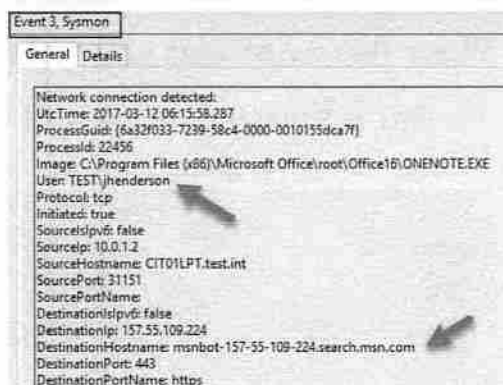 Event 3, Sysmon
General Details
Network connection detected:
UtcTime: 2017-03-12 06:15:58.287
ProcessGuid: {6a32f033-7239-58c4-0000-0010155dca7f}
ProcessId: 22456
Image: C:\Program Files (x86)\Microsoft Office\root\Office16\ONENOTE.EXE
User: TEST\jhenderson
Protocol: tcp
Initiated: true
SourceIsIpv6: false
SourceIp: 10.0.1.2
SourceHostname: CIT01LPT.test.int
SourcePort: 31151
SourcePortName:
DestinationIsIpv6: false
DestinationIp: 157.55.109.224
DestinationHostname: msnbot-157-55-109-224.search.msn.com
DestinationPort: 443
DestinationPortName: https